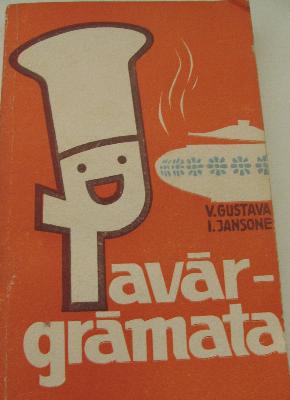 V.GUSTAVA
I.JANSONE
Pavār-
grāmata